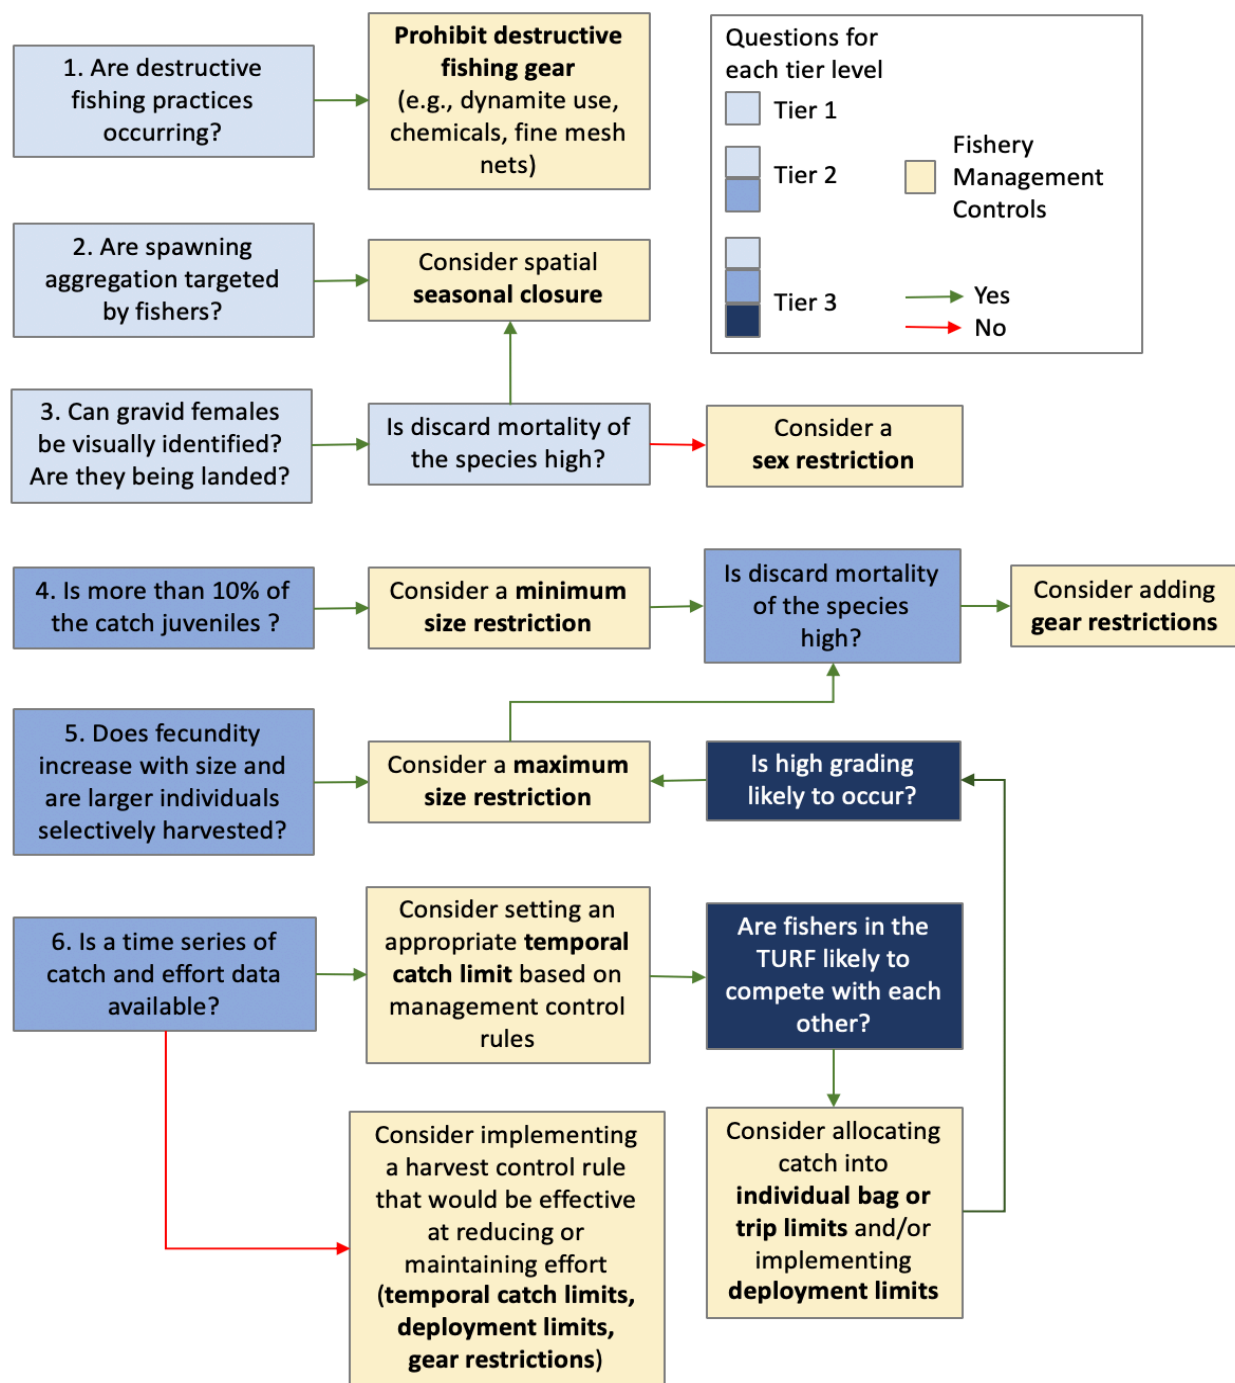 1. Are destructive
fishing practices
occurring?
Prohibit destructive
fishing gear
(e.g., dynamite use,
chemicals, fine mesh
nets)
Questions for
each tier level
Tier 1
Tier 2
Tier 3
Fishery
Management
Controls
Yes
No
2. Are spawning
aggregation targeted
by fishers?
Consider spatial
seasonal closure
3. Can gravid females
be visually identified?
Are they being landed?
Is discard mortality of
the species high?
Consider a
sex restriction
4. Is more than 10% of
the catch juveniles ?
Consider a minimum
size restriction
Is discard mortality
of the species
high?
Consider adding
gear restrictions
5. Does fecundity
increase with size and
are larger individuals
selectively harvested?
Consider a maximum
size restriction
Is high grading
likely to occur?
6. Is a time series of
catch and effort data
available?
Consider setting an
appropriate temporal
catch limit based on
management control
rules
Are fishers in the
TURF likely to
compete with each
other?
Consider implementing
a harvest control rule
that would be effective
at reducing or
maintaining effort
(temporal catch limits,
deployment limits,
gear restrictions)
Consider allocating
catch into
individual bag or
trip limits and/or
implementing
deployment limits